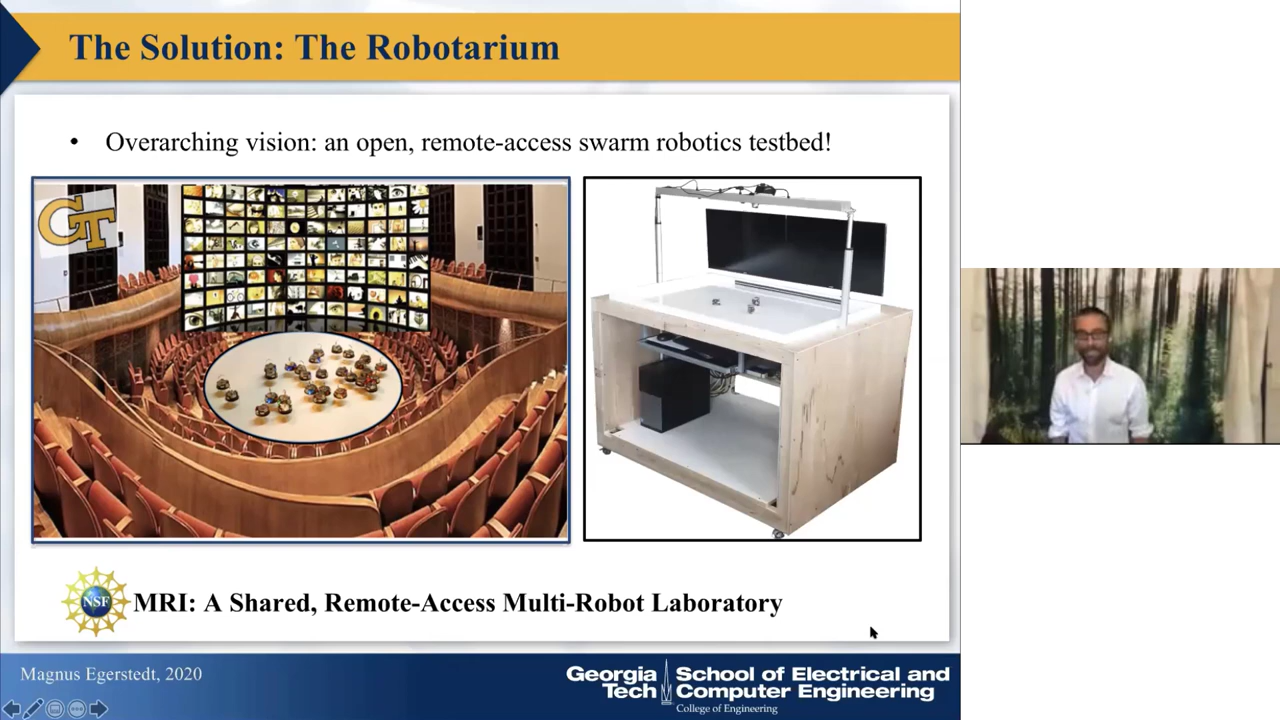 The Solution: The Robotarium
• Overarching vision: an open, remote-access swarm robotics testbed!
GT
NSF
MRI: A Shared, Remote-Access Multi-Robot Laboratory
Magnus Egerstedt, 2020
Georgia Tech
School of Electrical and
Computer Engineering
College of Engineering